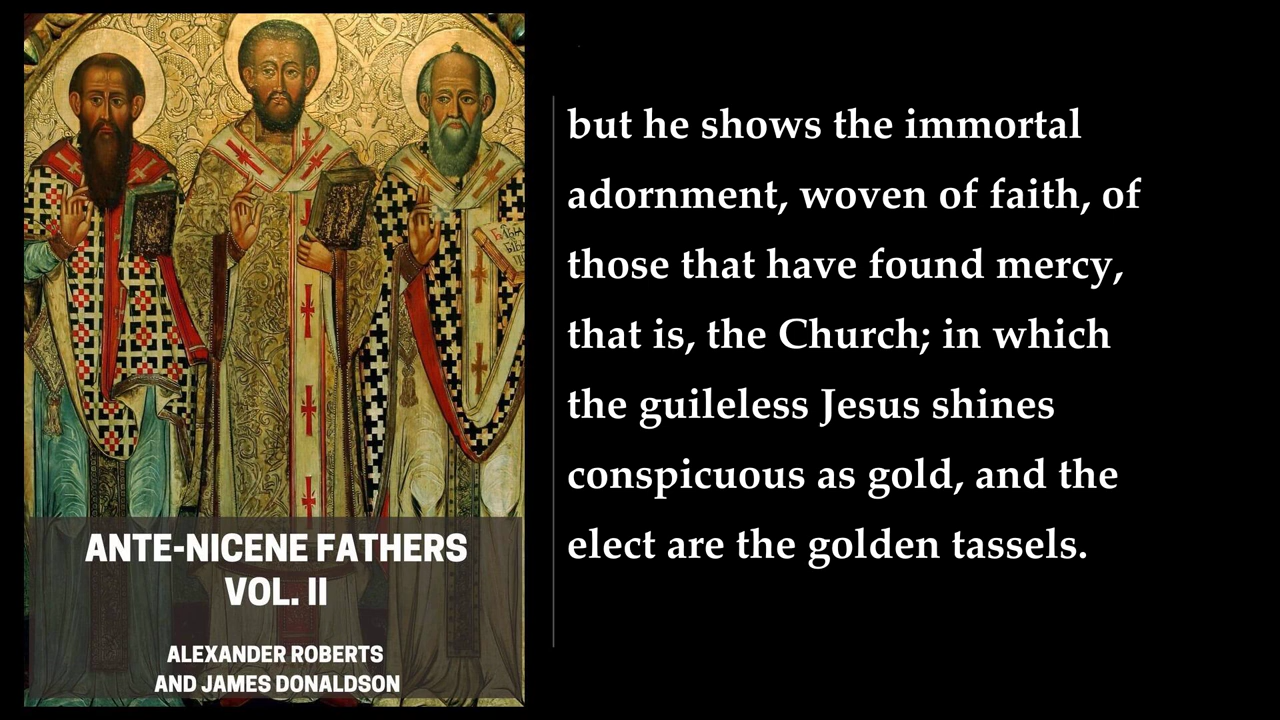 ANTE-NICENE FATHERS
VOL. II
ALEXANDER ROBERTS
AND JAMES DONALDSON
but he shows the immortal
adornment, woven of faith, of
those that have found mercy,
that is, the Church; in which
the guileless Jesus shines
conspicuous as gold, and the
elect are the golden tassels.